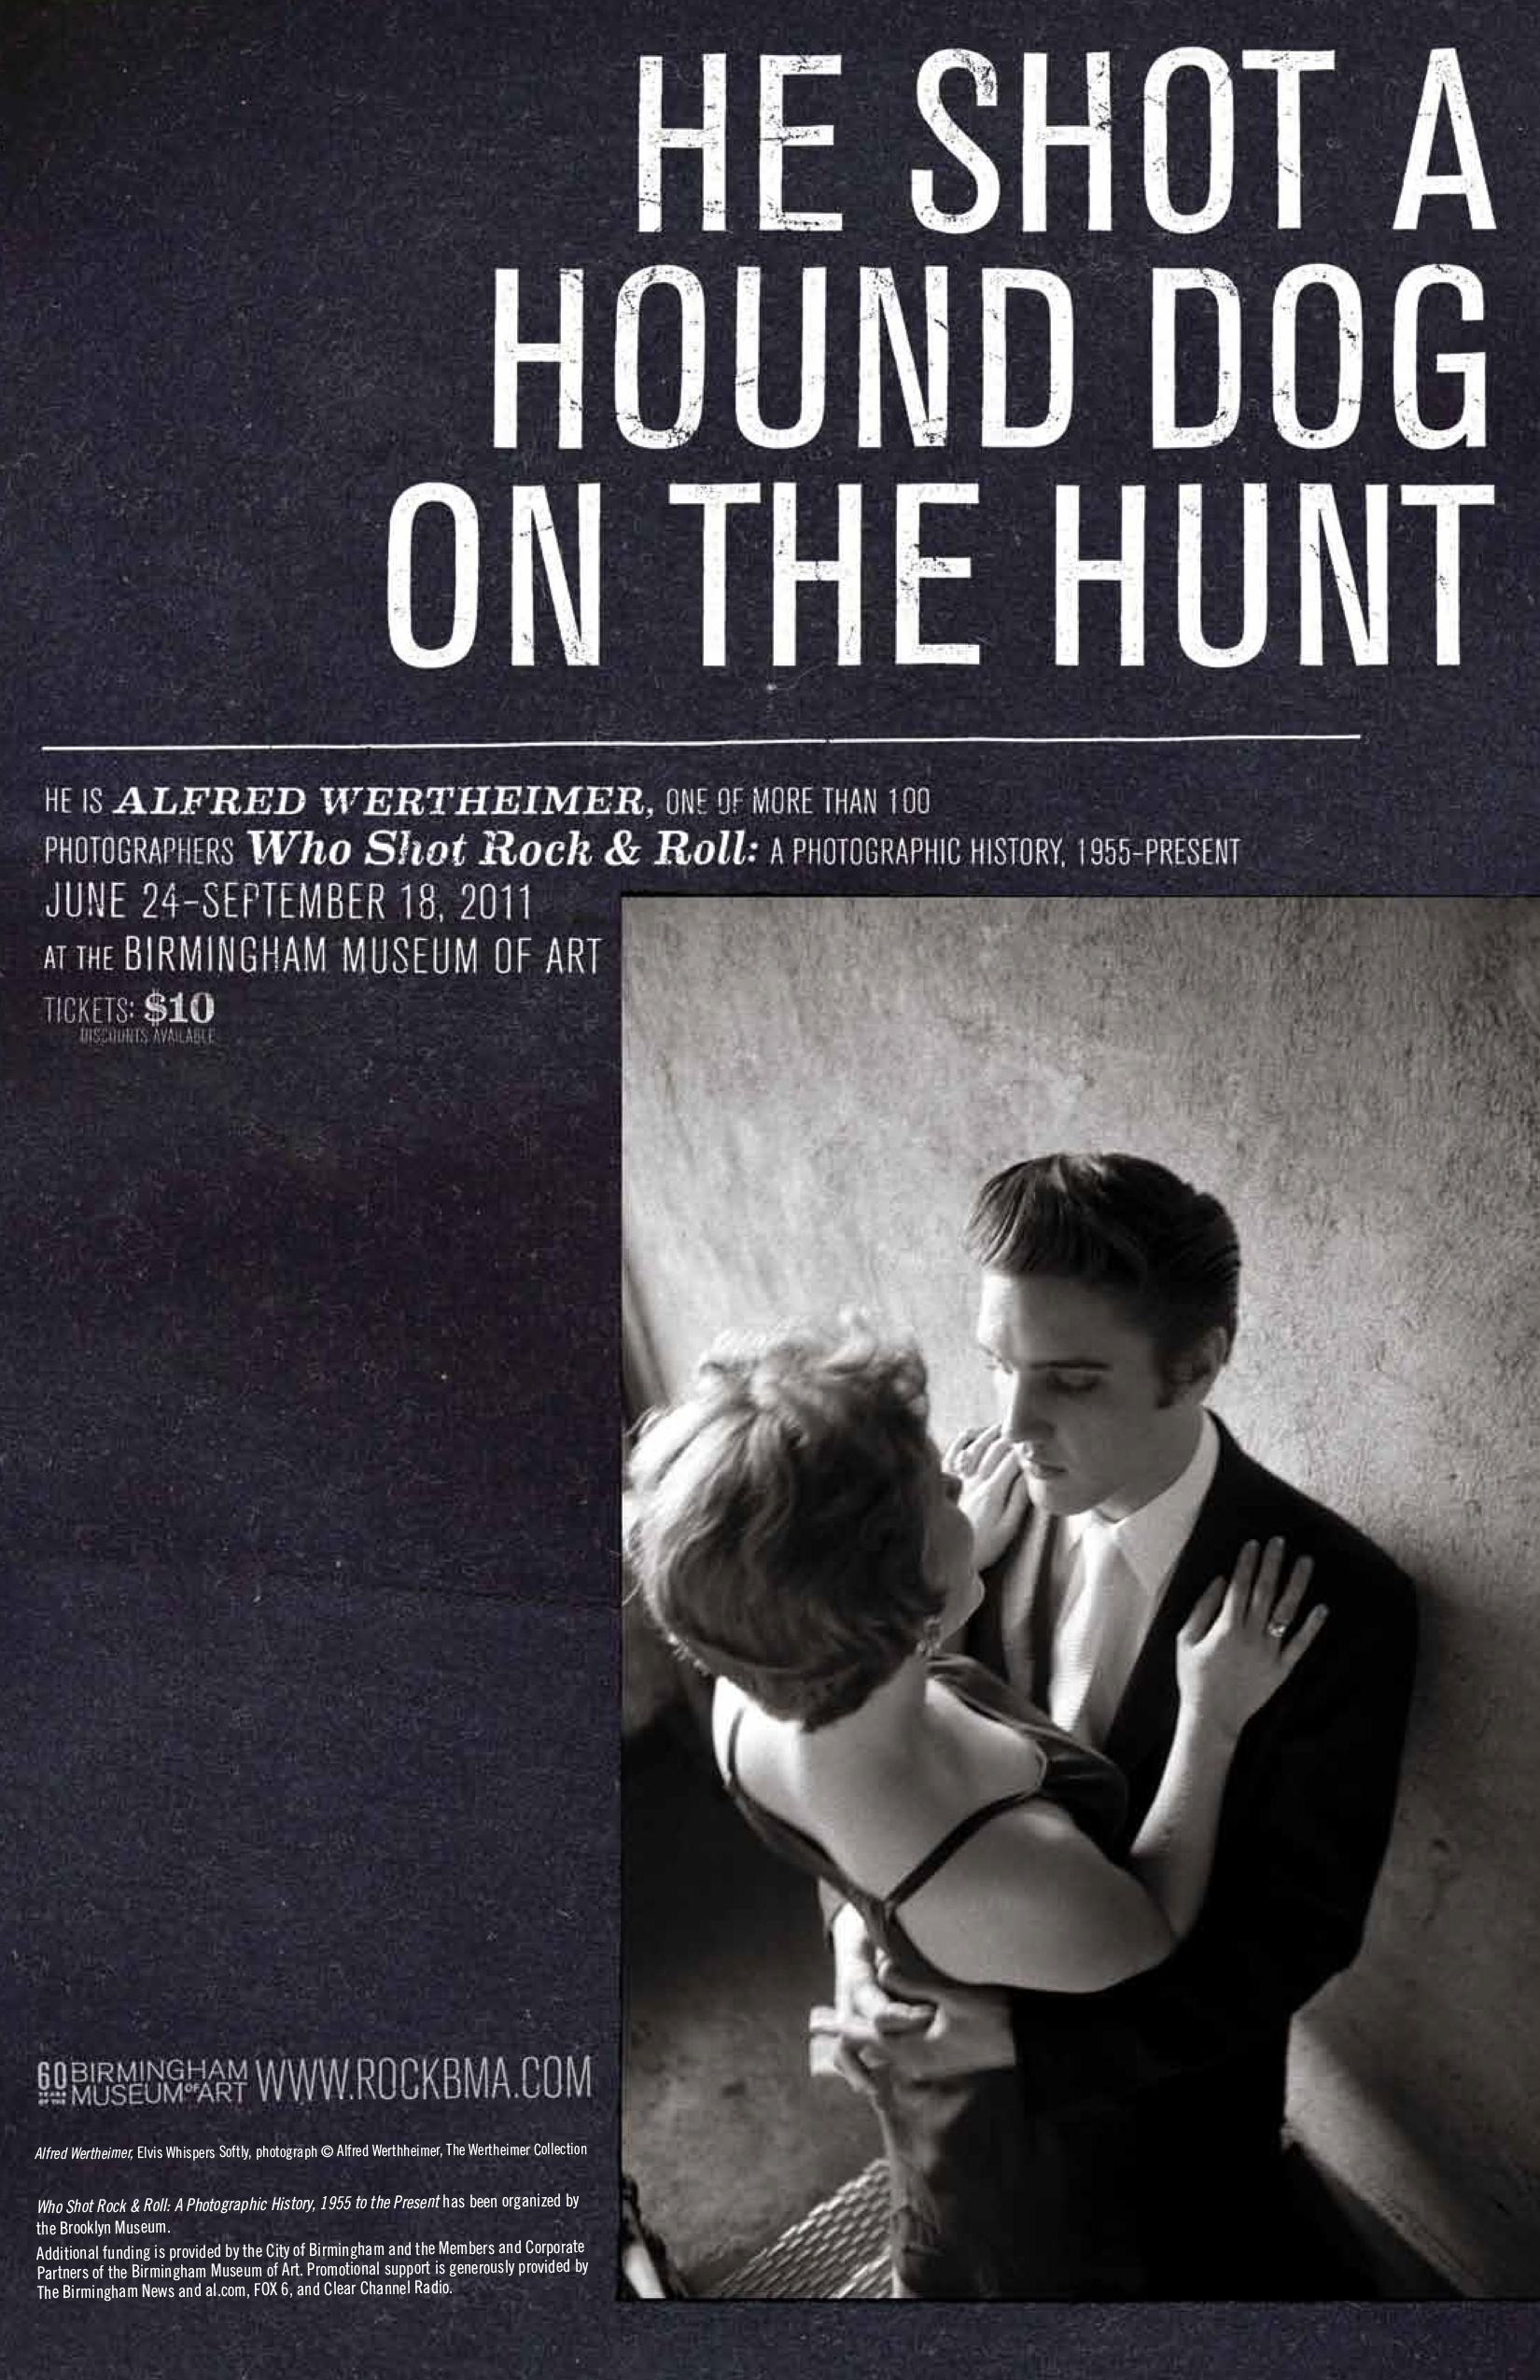 HE SHOT A
HOUND DOG
ON THE HUNT
HE IS ALFRED WERTHEIMER, ONE OF MORE THAN 100
PHOTOGRAPHERS Who Shot Rock & Roll: A PHOTOGRAPHIC HISTORY, 1955-PRESENT
JUNE 24-SEPTEMBER 18, 2011
AT THE BIRMINGHAM MUSEUM OF ART
TICKETS: $10
DISCOUNTS AVAILABLE
60 YEARS OF THE BIRMINGHAM MUSEUM OF ART WWW.ROCKBMA.COM
Alfred Wertheimer, Elvis Whispers Softly, photograph © Alfred Werthheimer, The Wertheimer Collection
Who Shot Rock & Roll: A Photographic History, 1955 to the Present has been organized by
the Brooklyn Museum.
Additional funding is provided by the City of Birmingham and the Members and Corporate
Partners of the Birmingham Museum of Art. Promotional support is generously provided by
The Birmingham News and al.com, FOX 6, and Clear Channel Radio.